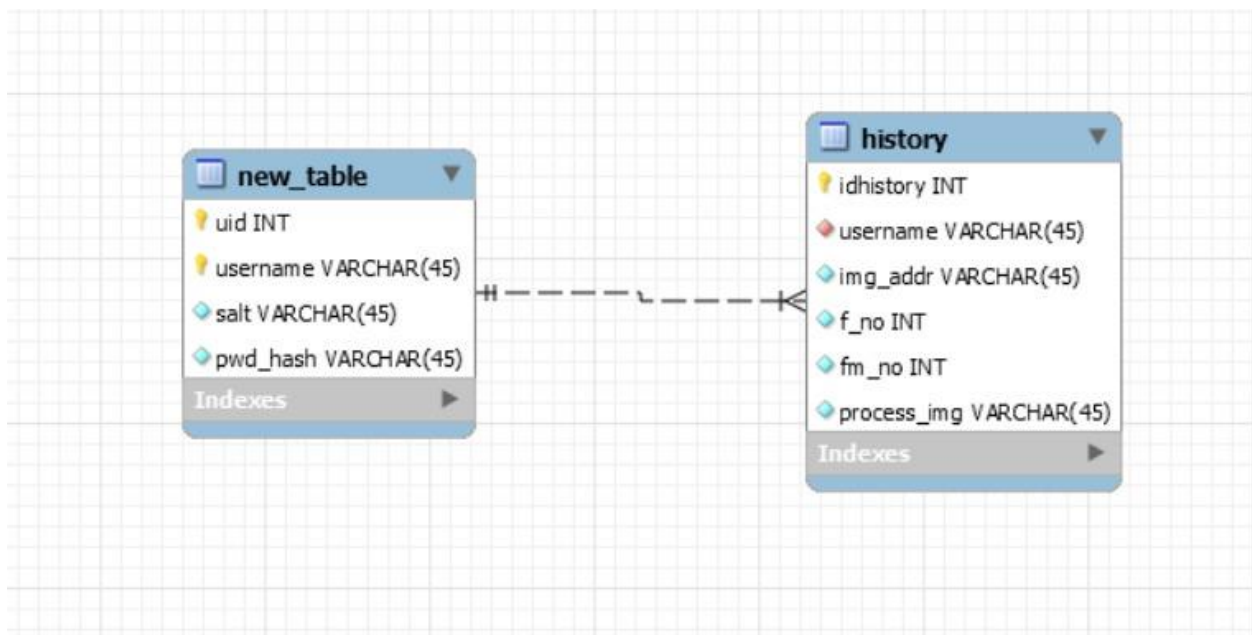 new_table
uid INT
username VARCHAR(45)
salt VARCHAR(45)
pwd_hash VARCHAR(45)
Indexes
history
idhistory INT
username VARCHAR(45)
img_addr VARCHAR(45)
f_no INT
fm_no INT
process_img VARCHAR(45)
Indexes